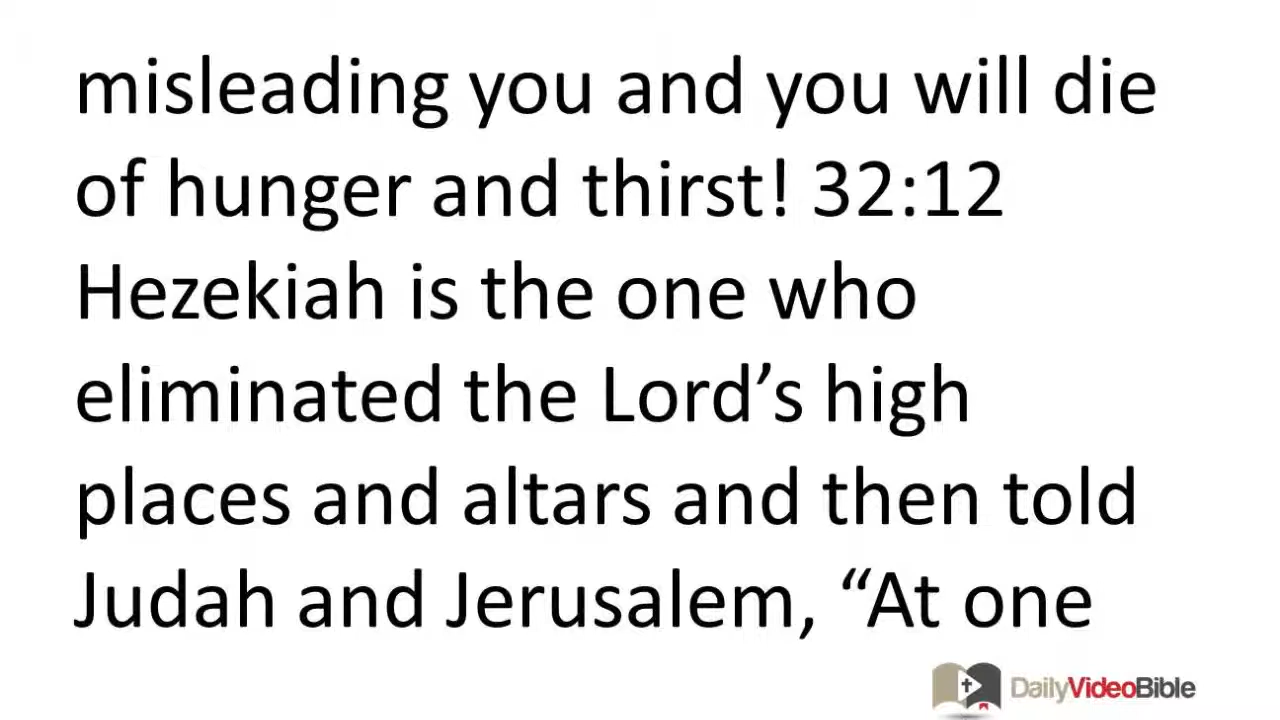 misleading you and you will die
of hunger and thirst! 32:12
Hezekiah is the one who
eliminated the Lord’s high
places and altars and then told
Judah and Jerusalem, “At one
DailyVideoBible